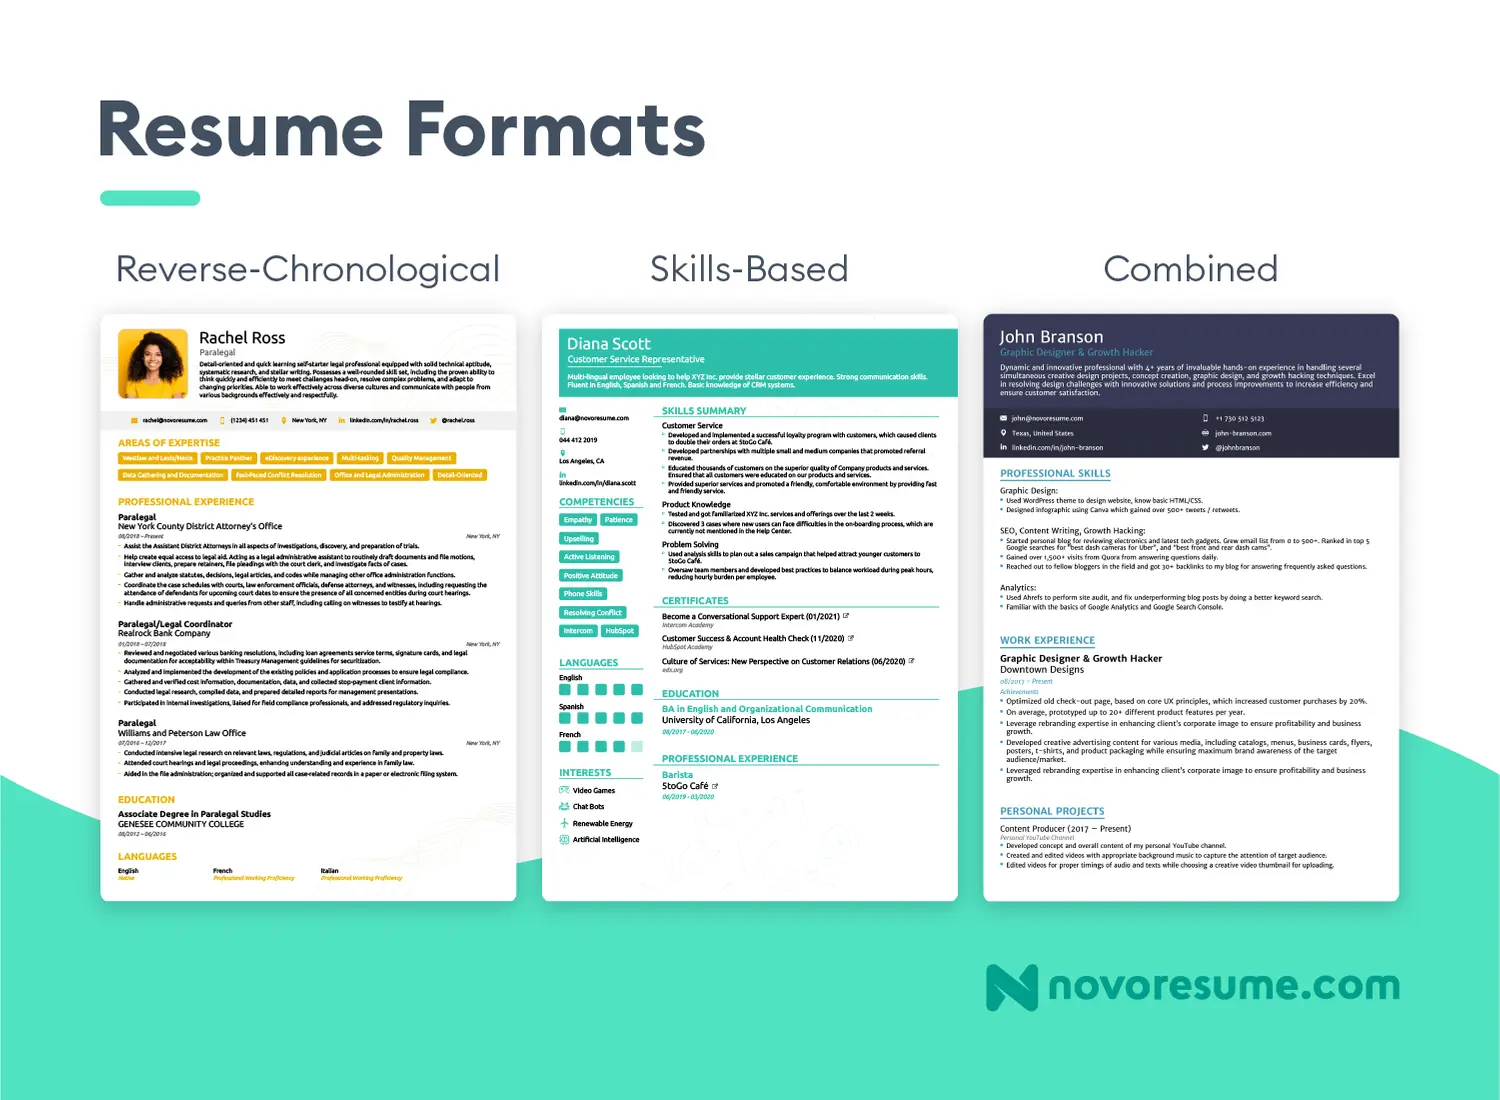 Resume Formats
Reverse-Chronological
Rachel Ross
Paralegal
Detail-oriented and quick learning self-starter legal professional equipped with solid technical aptitude,
systematic research, and stellar writing. Possesses a well-rounded skill set, including the proven ability to
think quickly and efficiently to meet challenges head-on, resolve complex problems, and adapt to
changing priorities. Able to work effectively across diverse cultures and communicate with people from
various backgrounds effectively and respectfully.
rachel@novoresume.com (1234) 451 451 New York, NY linkedin.com/in/rachel.ross @rachel.ross
AREAS OF EXPERTISE
Westlaw and Lexis/Nexis Practice Panther eDiscovery experience Multi-tasking Quality Management
Data Gathering and Documentation Fast-Paced Conflict Resolution Office and Legal Administration Detail-Oriented
PROFESSIONAL EXPERIENCE
Paralegal
New York County District Attorney's Office
08/2018 – Present New York, NY
Assist the Assistant District Attorneys in all aspects of investigations, discovery, and preparation of trials.
Help create equal access to legal aid. Acting as a legal administrative assistant to routinely draft documents and file motions,
interview clients, prepare retainers, file pleadings with the court clerk, and investigate facts of cases.
Gather and analyze statutes, decisions, legal articles, and codes while managing other office administration functions.
Coordinate the case schedules with courts, law enforcement officials, defense attorneys, and witnesses, including requesting the
attendance of defendants for upcoming court dates to ensure the presence of all concerned entities during court hearings.
Handle administrative requests and queries from other staff, including calling on witnesses to testify at hearings.
Paralegal/Legal Coordinator
Realrock Bank Company
01/2018 – 07/2018 New York, NY
Reviewed and negotiated various banking resolutions, including loan agreements service terms, signature cards, and legal
documentation for acceptability within Treasury Management guidelines for securitization.
Analyzed and implemented the development of the existing policies and application processes to ensure legal compliance.
Gathered and verified cost information, documentation, data, and collected stop-payment client information.
Conducted legal research, compiled data, and prepared detailed reports for management presentations.
Participated in internal investigations, liaised for field compliance professionals, and addressed regulatory inquiries.
Paralegal
Williams and Peterson Law Office
07/2016 – 12/2017 New York, NY
Conducted intensive legal research on relevant laws, regulations, and judicial articles on family and property laws.
Attended court hearings and legal proceedings, enhancing understanding and experience in family law.
Aided in the file administration; organized and supported all case-related records in a paper or electronic filing system.
EDUCATION
Associate Degree in Paralegal Studies
GENESEE COMMUNITY COLLEGE
08/2012 – 06/2016
LANGUAGES
English French Italian
Native Professional Working Proficiency Professional Working Proficiency
Skills-Based
Diana Scott
Customer Service Representative
Multi-lingual employee looking to help XYZ Inc. provide stellar customer experience. Strong communication skills.
Fluent in English, Spanish and French. Basic knowledge of CRM systems.
diana@novoresume.com
044 412 2019
Los Angeles, CA
linkedin.com/in/diana.scott
COMPETENCIES
Empathy Patience
Upselling
Active Listening
Positive Attitude
Phone Skills
Resolving Conflict
Intercom HubSpot
LANGUAGES
English
Spanish
French
INTERESTS
Video Games
Chat Bots
Renewable Energy
Artificial Intelligence
SKILLS SUMMARY
Customer Service
Developed and implemented a successful loyalty program with customers, which caused clients
to double their orders at StoGo Café.
Developed partnerships with multiple small and medium companies that promoted referral
revenue.
Educated thousands of customers on the superior quality of Company products and services.
Ensured that all customers were educated on our products and services.
Provided superior services and promoted a friendly, comfortable environment by providing fast
and friendly service.
Product Knowledge
Tested and got familiarized XYZ Inc. services and offerings over the last 2 weeks.
Discovered 3 cases where new users can face difficulties in the on-boarding process, which are
currently not mentioned in the Help Center.
Problem Solving
Used analysis skills to plan out a sales campaign that helped attract younger customers to
StoGo Café.
Oversaw team members and developed best practices to balance workload during peak hours,
reducing hourly burden per employee.
CERTIFICATES
Become a Conversational Support Expert (01/2021)
Intercom Academy
Customer Success & Account Health Check (11/2020)
HubSpot Academy
Culture of Services: New Perspective on Customer Relations (06/2020)
edx.org
EDUCATION
BA in English and Organizational Communication
University of California, Los Angeles
08/2017 - 06/2020
PROFESSIONAL EXPERIENCE
Barista
StoGo Café
06/2019 - 03/2020
Combined
John Branson
Graphic Designer & Growth Hacker
Dynamic and innovative professional with 4+ years of invaluable hands-on experience in handling several
simultaneous creative design projects, concept creation, graphic design, and growth hacking techniques. Excel
in resolving design challenges with innovative solutions and process improvements to increase efficiency and
ensure customer satisfaction.
john@novoresume.com +1 730 512 5123
Texas, United States john-branson.com
linkedin.com/in/john-branson @johnbranson
PROFESSIONAL SKILLS
Graphic Design:
Used WordPress theme to design website, know basic HTML/CSS.
Designed infographic using Canva which gained over 500+ tweets / retweets.
SEO, Content Writing, Growth Hacking:
Started personal blog for reviewing electronics and latest tech gadgets. Grew email list from 0 to 500+. Ranked in top 5
Google searches for "best dash cameras for Uber", and "best front and rear dash cams".
Gained over 1,500+ visits from Quora from answering questions daily.
Reached out to fellow bloggers in the field and got 30+ backlinks to my blog for answering frequently asked questions.
Analytics:
Used Ahrefs to perform site audit, and fix underperforming blog posts by doing a better keyword search.
Familiar with the basics of Google Analytics and Google Search Console.
WORK EXPERIENCE
Graphic Designer & Growth Hacker
Downtown Designs
08/2017 – Present
Achievements
Optimized old check-out page, based on core UX principles, which increased customer purchases by 20%.
On average, prototyped up to 20+ different product features per year.
Leverage rebranding expertise in enhancing client's corporate image to ensure profitability and business
growth.
Developed creative advertising content for various media, including catalogs, menus, business cards, flyers,
posters, t-shirts, and product packaging while ensuring maximum brand awareness of the target
audience/market.
Leveraged rebranding expertise in enhancing client's corporate image to ensure profitability and business
growth.
PERSONAL PROJECTS
Content Producer (2017 – Present)
Personal YouTube Channel
Developed concept and overall content of my personal YouTube channel.
Created and edited videos with appropriate background music to capture the attention of target audience.
Edited videos for proper timings of audio and texts while choosing a creative video thumbnail for uploading.
novoresume.com